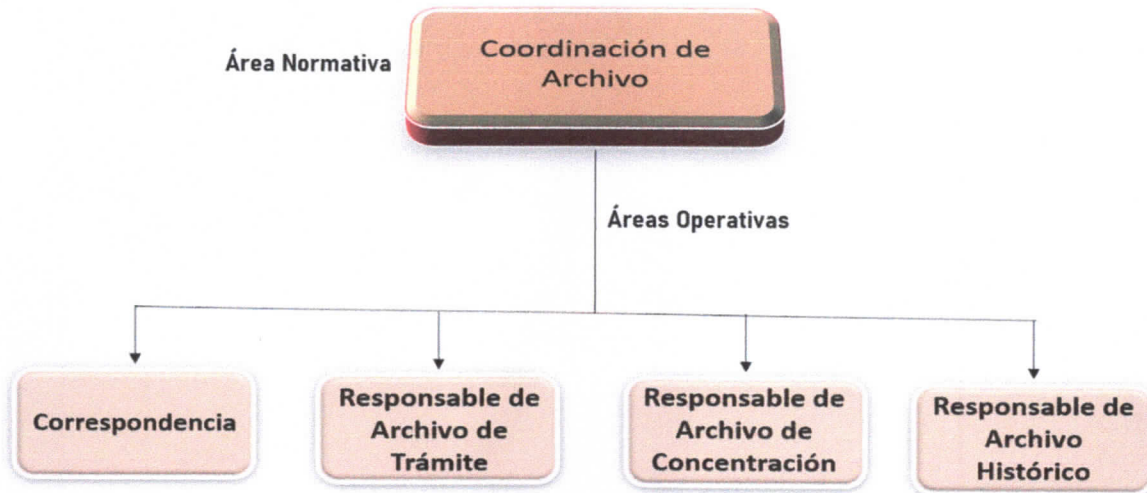 Coordinación de
Archivo
Área Normativa
Áreas Operativas
Correspondencia
Responsable de
Archivo de
Trámite
Responsable de
Archivo de
Concentración
Responsable de
Archivo
Histórico